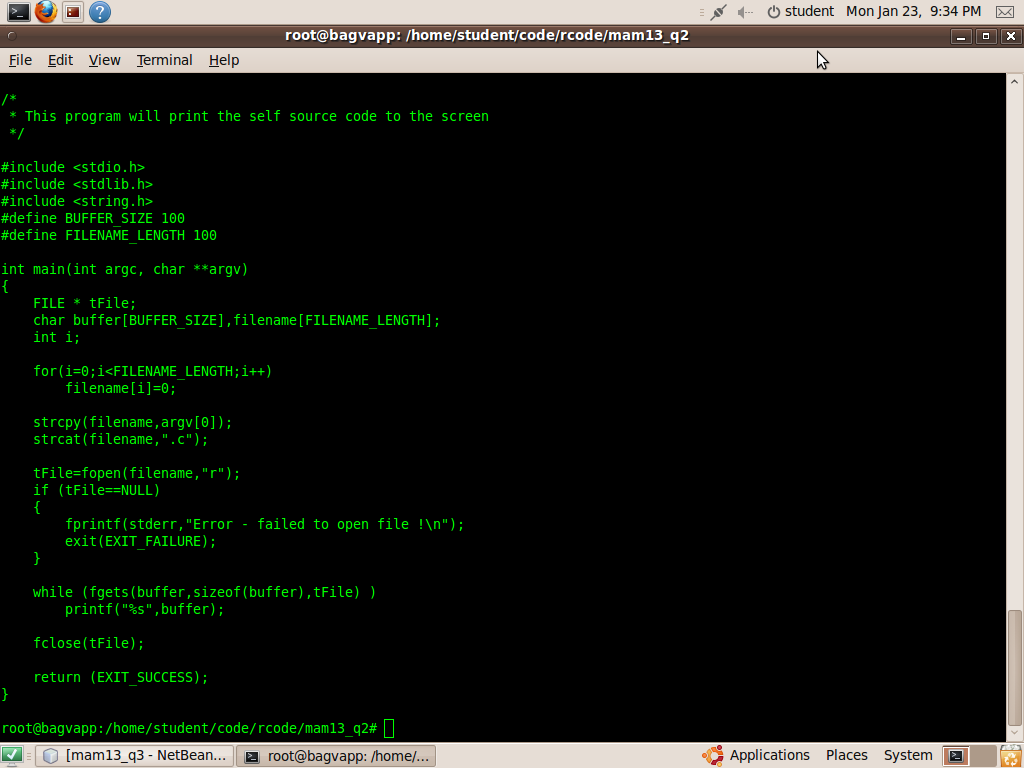 student Mon Jan 23, 9:34 PM
root@bagvapp: /home/student/code/rcode/mam13_q2
File Edit View Terminal Help
/*
 * This program will print the self source code to the screen
 */
#include <stdio.h>
#include <stdlib.h>
#include <string.h>
#define BUFFER_SIZE 100
#define FILENAME_LENGTH 100
int main(int argc, char **argv)
{
    FILE * tFile;
    char buffer[BUFFER_SIZE],filename[FILENAME_LENGTH];
    int i;
    for(i=0;i<FILENAME_LENGTH;i++)
        filename[i]=0;
    strcpy(filename,argv[0]);
    strcat(filename,".c");
    tFile=fopen(filename,"r");
    if (tFile==NULL)
    {
        fprintf(stderr,"Error - failed to open file !\n");
        exit(EXIT_FAILURE);
    }
    while (fgets(buffer,sizeof(buffer),tFile) )
        printf("%s",buffer);
    fclose(tFile);
    return (EXIT_SUCCESS);
}
root@bagvapp:/home/student/code/rcode/mam13_q2#
[mam13_q3 - NetBean... root@bagvapp: /home/... Applications Places System